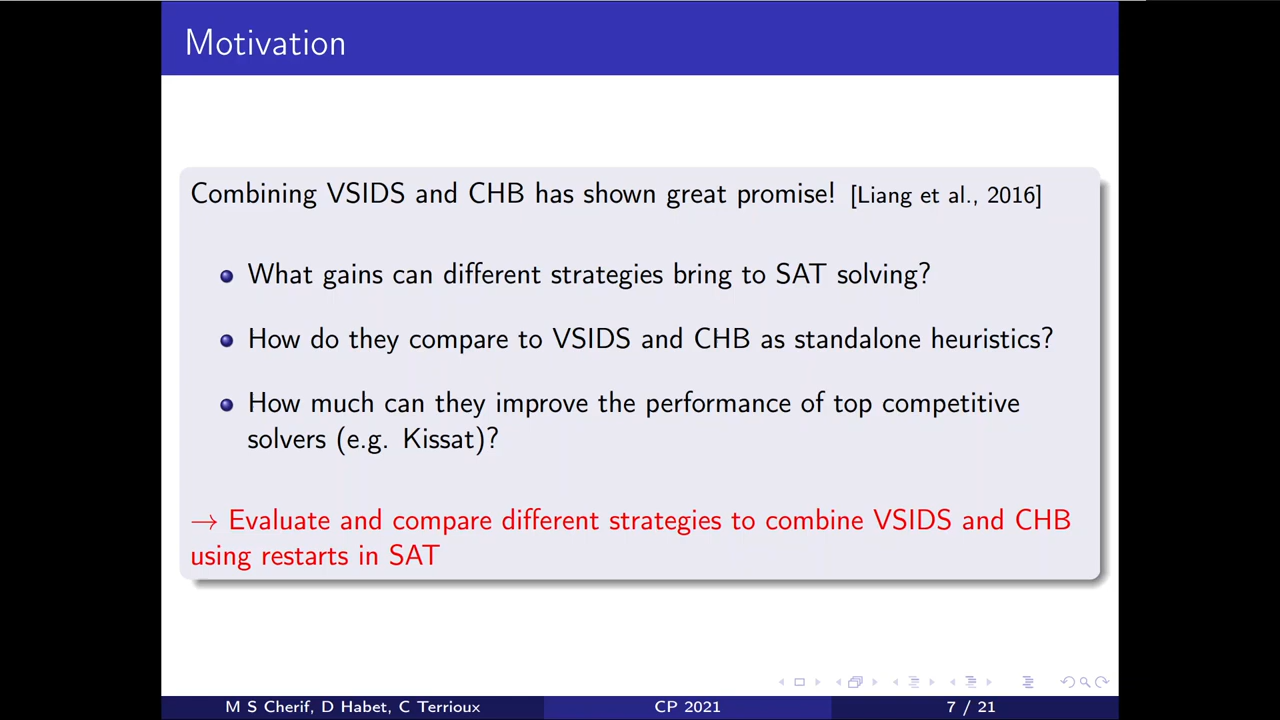 Motivation
Combining VSIDS and CHB has shown great promise! [Liang et al., 2016]
What gains can different strategies bring to SAT solving?
How do they compare to VSIDS and CHB as standalone heuristics?
How much can they improve the performance of top competitive
solvers (e.g. Kissat)?
→ Evaluate and compare different strategies to combine VSIDS and CHB
using restarts in SAT
M S Cherif, D Habet, C Terrioux CP 2021 7 / 21